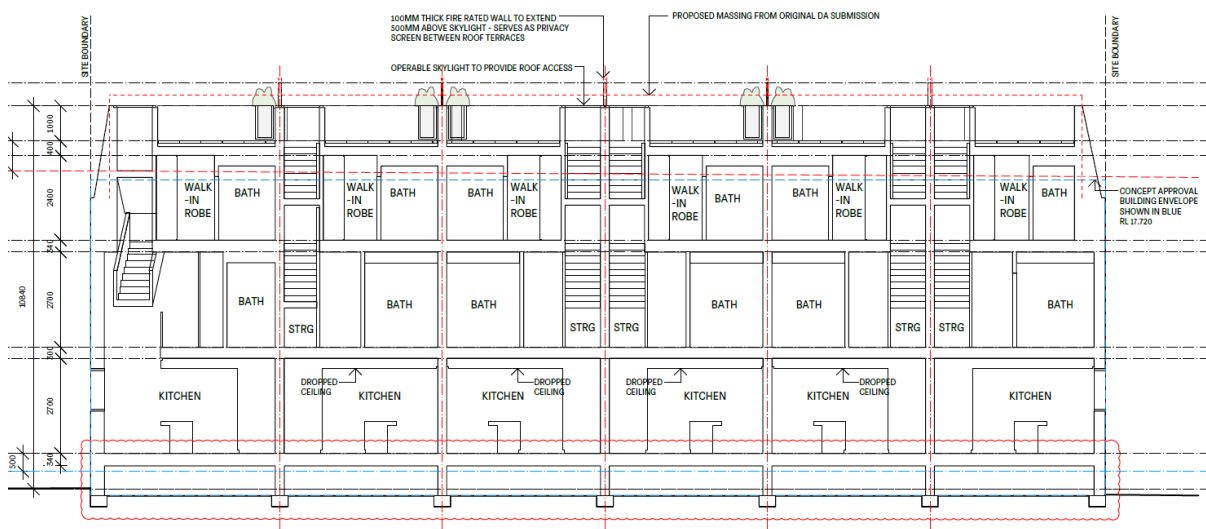 100MM THICK FIRE RATED WALL TO EXTEND
500MM ABOVE SKYLIGHT - SERVES AS PRIVACY
SCREEN BETWEEN ROOF TERRACES
PROPOSED MASSING FROM ORIGINAL DA SUBMISSION
SITE BOUNDARY
SITE BOUNDARY
OPERABLE SKYLIGHT TO PROVIDE ROOF ACCESS
1000
400
2400
340
2700
300
2700
340
500
10840
WALK
-IN
ROBE
BATH
WALK
-IN
ROBE
BATH
BATH
WALK
-IN
ROBE
WALK
-IN
ROBE
BATH
BATH
WALK
-IN
ROBE
WALK
-IN
ROBE
BATH
CONCEPT APPROVAL
BUILDING ENVELOPE
SHOWN IN BLUE
RL 17.720
BATH
STRG
BATH
BATH
STRG
STRG
BATH
BATH
STRG
STRG
BATH
KITCHEN
DROPPED
CEILING
KITCHEN
KITCHEN
DROPPED
CEILING
DROPPED
CEILING
KITCHEN
KITCHEN
DROPPED
CEILING
KITCHEN